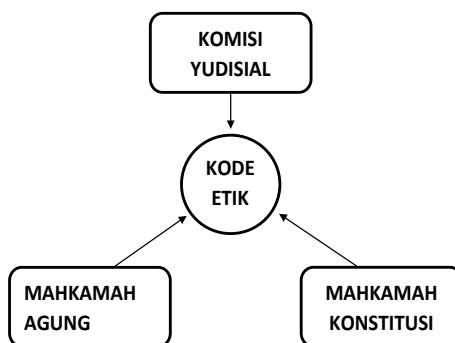 KOMISI
YUDISIAL
KODE
ETIK
MAHKAMAH
AGUNG
MAHKAMAH
KONSTITUSI